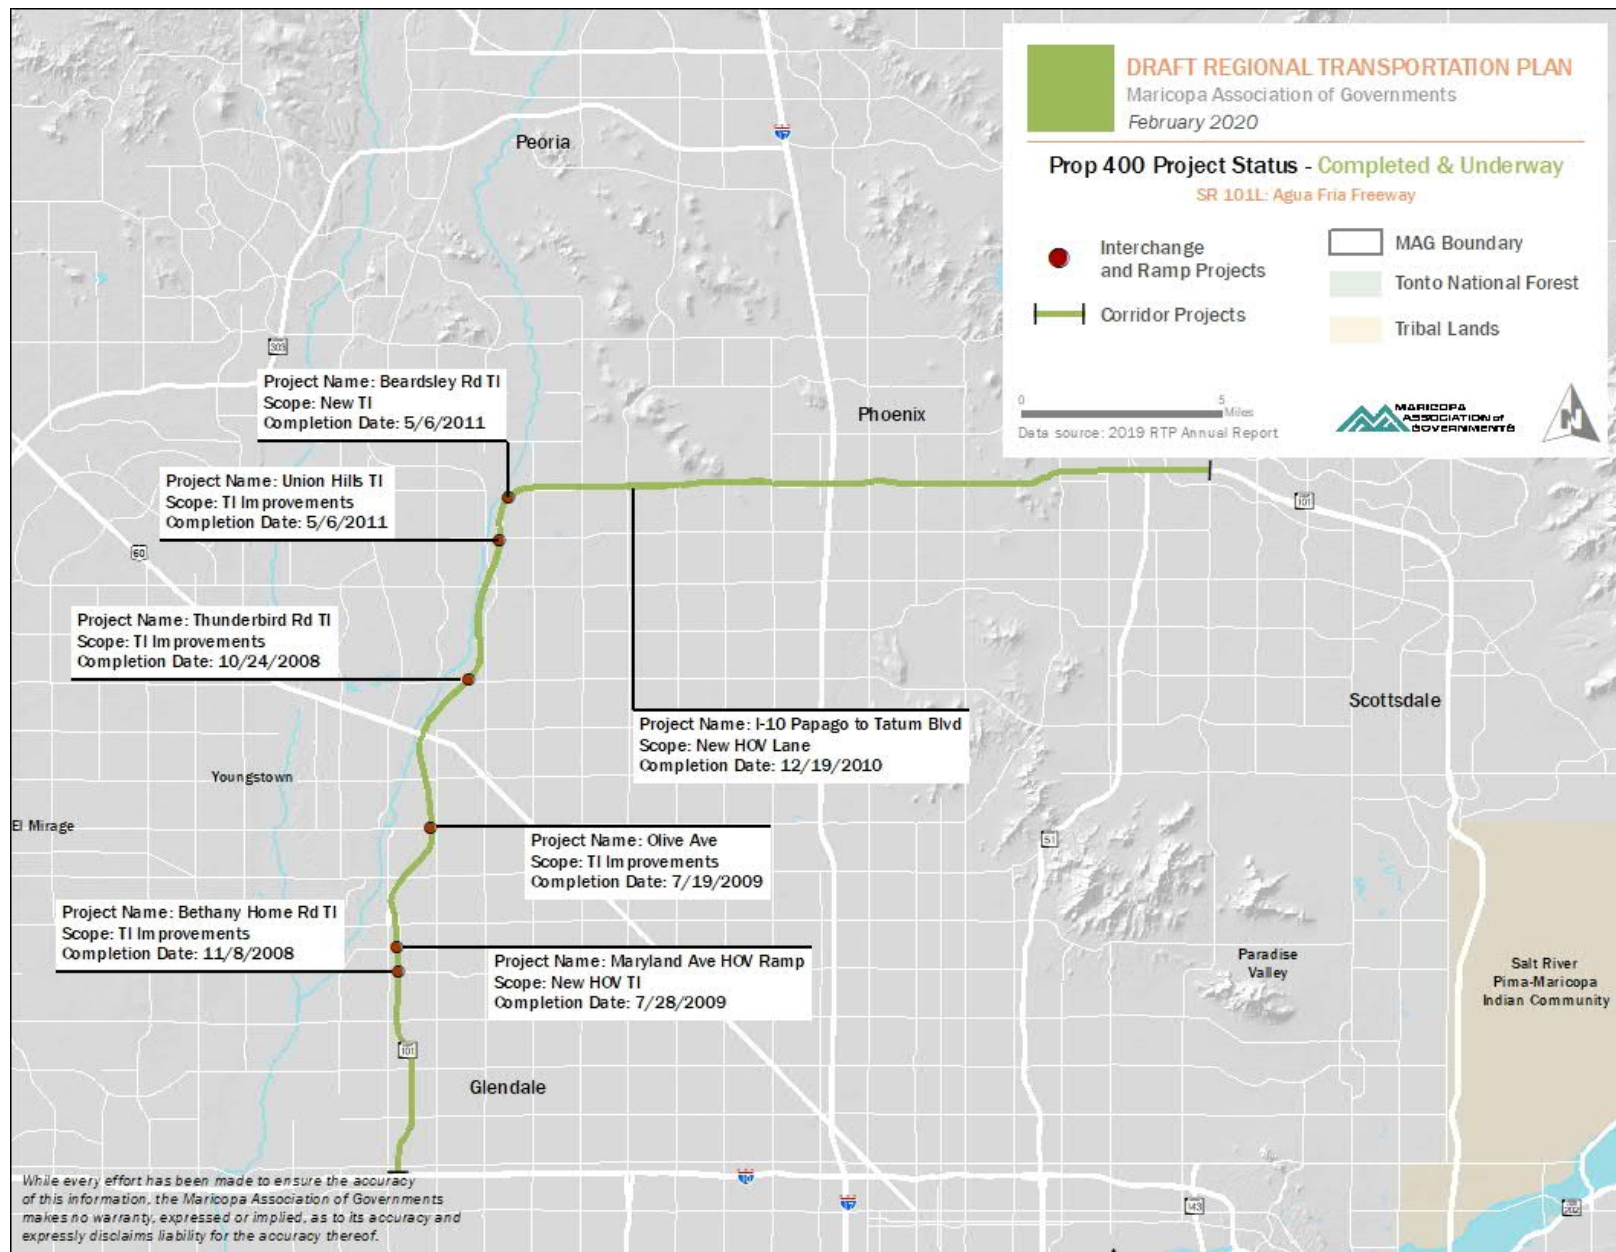 DRAFT REGIONAL TRANSPORTATION PLAN
Maricopa Association of Governments
February 2020
Prop 400 Project Status - Completed & Underway
SR 101L: Agua Fria Freeway
Interchange
and Ramp Projects
Corridor Projects
MAG Boundary
Tonto National Forest
Tribal Lands
0 5
Miles
Data source: 2019 RTP Annual Report
MARICOPA
ASSOCIATION of
GOVERNMENTS
N
Peoria
17
303
Project Name: Beardsley Rd TI
Scope: New TI
Completion Date: 5/6/2011
Phoenix
Project Name: Union Hills TI
Scope: TI Improvements
Completion Date: 5/6/2011
101
60
Project Name: Thunderbird Rd TI
Scope: TI Improvements
Completion Date: 10/24/2008
Scottsdale
Project Name: I-10 Papago to Tatum Blvd
Scope: New HOV Lane
Completion Date: 12/19/2010
Youngstown
El Mirage
51
Project Name: Olive Ave
Scope: TI Improvements
Completion Date: 7/19/2009
Project Name: Bethany Home Rd TI
Scope: TI Improvements
Completion Date: 11/8/2008
Project Name: Maryland Ave HOV Ramp
Scope: New HOV TI
Completion Date: 7/28/2009
Paradise
Valley
Salt River
Pima-Maricopa
Indian Community
101
Glendale
10
17
143
202
While every effort has been made to ensure the accuracy
of this information, the Maricopa Association of Governments
makes no warranty, expressed or implied, as to its accuracy and
expressly disclaims liability for the accuracy thereof.